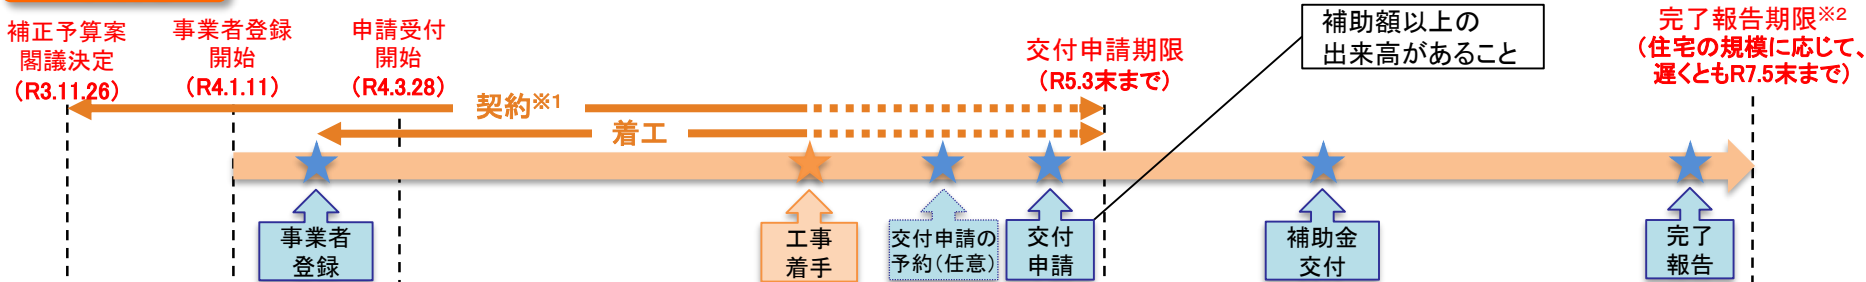 補正予算案
閣議決定
(R3.11.26)
事業者登録
開始
(R4.1.11)
申請受付
開始
(R4.3.28)
交付申請期限
(R5.3末まで)
補助額以上の
出来高があること
完了報告期限※2
(住宅の規模に応じて、
遅くともR7.5末まで)
契約※1
着工
事業者
登録
工事
着手
交付申請の
予約(任意)
交付
申請
補助金
交付
完了
報告